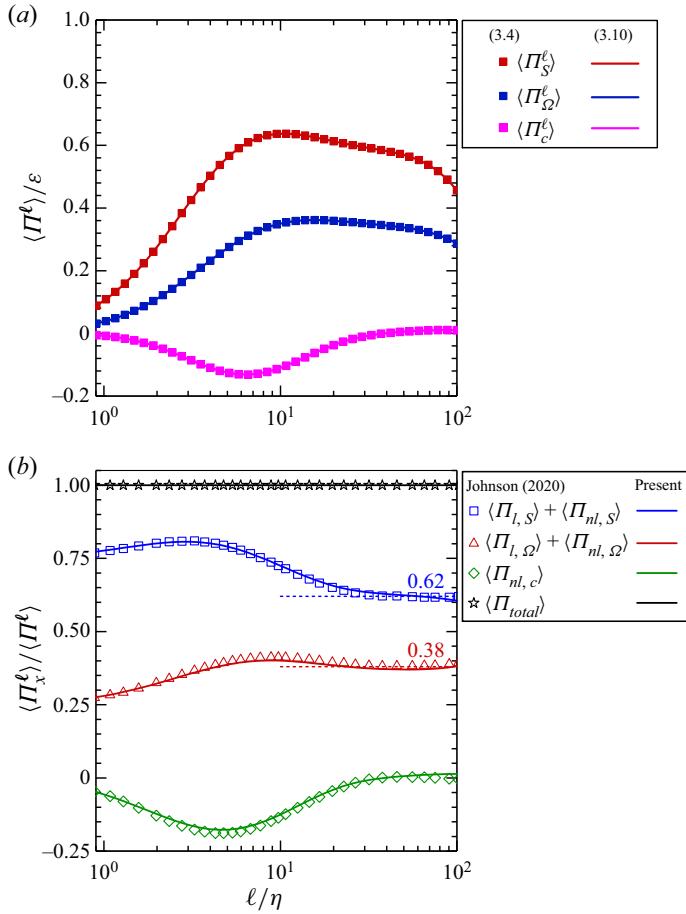 (a)
1.0
0.8
0.6
0.4
0.2
0
–0.2
⟨Π^ℓ⟩/ε
10^0
10^1
10^2
(3.4) (3.10)
⟨Π_S^ℓ⟩
⟨Π_Ω^ℓ⟩
⟨Π_c^ℓ⟩
(b)
1.00
0.75
0.50
0.25
0
–0.25
⟨Π_x^ℓ⟩/⟨Π^ℓ⟩
0.62
0.38
10^0
10^1
10^2
ℓ/η
Johnson (2020) Present
⟨Π_{l, S}⟩ + ⟨Π_{nl, S}⟩
⟨Π_{l, Ω}⟩ + ⟨Π_{nl, Ω}⟩
⟨Π_{nl, c}⟩
⟨Π_{total}⟩